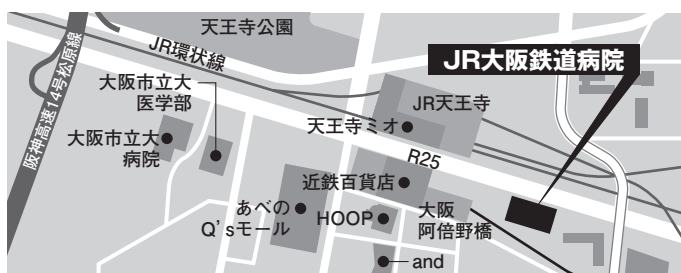 天王寺公園
JR環状線
阪神高速14号松原線
JR大阪鉄道病院
大阪市立大
医学部
JR天王寺
大阪市立大
病院
天王寺ミオ
R25
近鉄百貨店
あべの
Q'sモール
HOOP
大阪
阿倍野橋
and